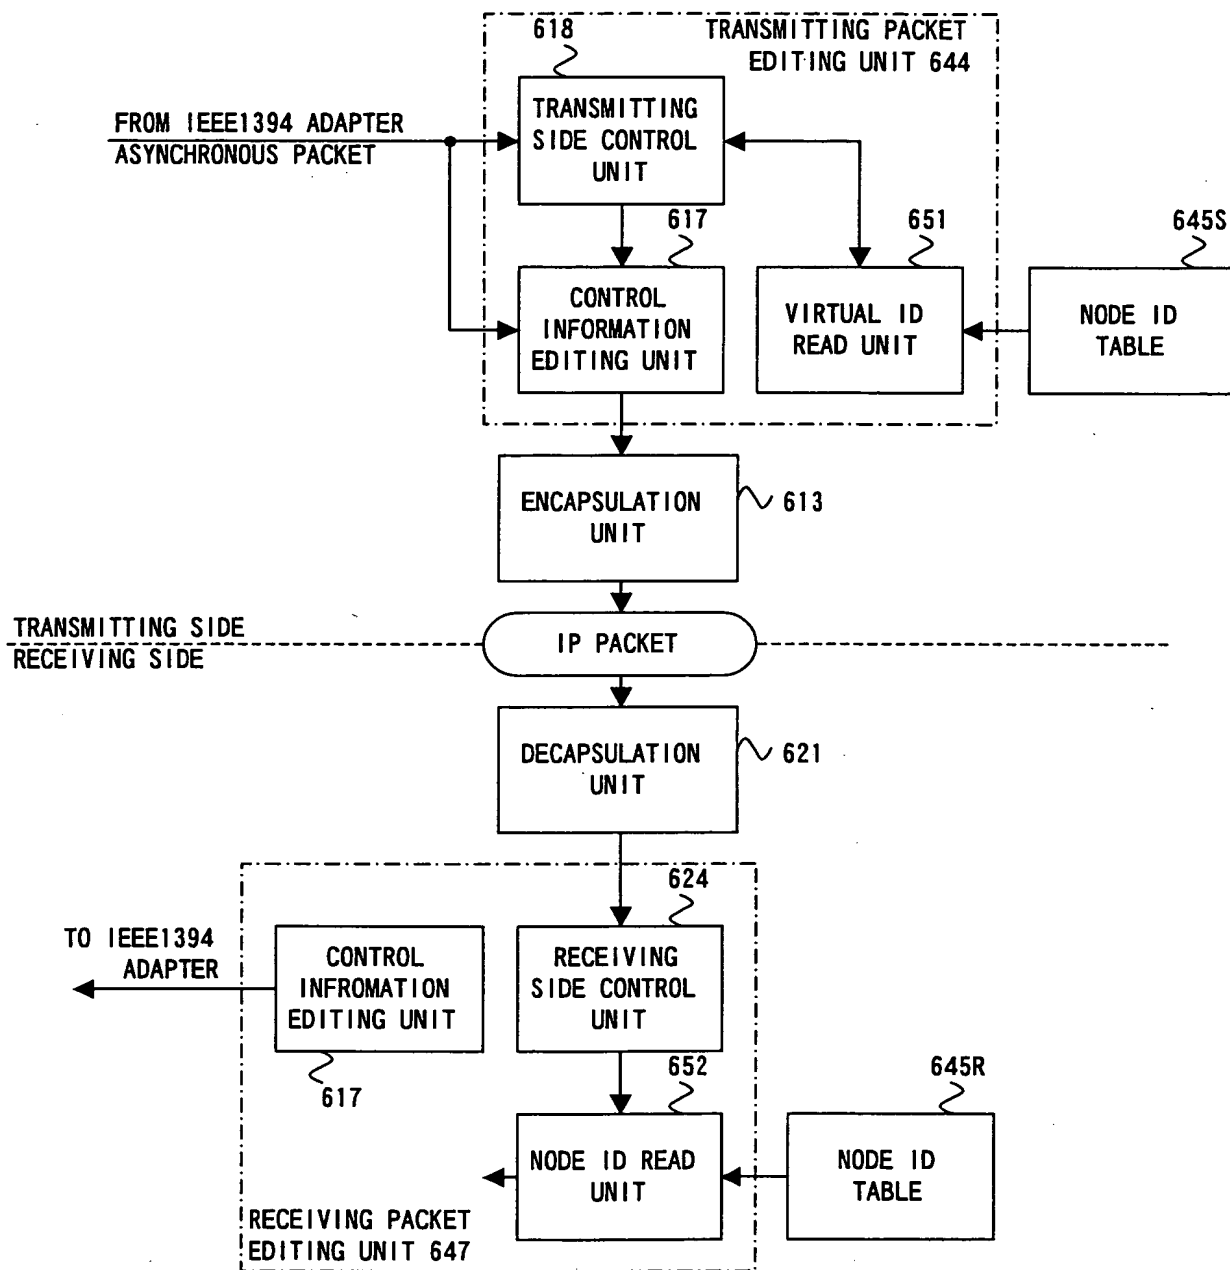 618
TRANSMITTING PACKET
EDITING UNIT 644
TRANSMITTING
SIDE CONTROL
UNIT
FROM IEEE1394 ADAPTER
ASYNCHRONOUS PACKET
617
651
645S
CONTROL
INFORMATION
EDITING UNIT
VIRTUAL ID
READ UNIT
NODE ID
TABLE
ENCAPSULATION
UNIT
613
TRANSMITTING SIDE
RECEIVING SIDE
IP PACKET
DECAPSULATION
UNIT
621
624
TO IEEE1394
ADAPTER
CONTROL
INFROMATION
EDITING UNIT
RECEIVING
SIDE CONTROL
UNIT
617
652
645R
NODE ID READ
UNIT
NODE ID
TABLE
RECEIVING PACKET
EDITING UNIT 647